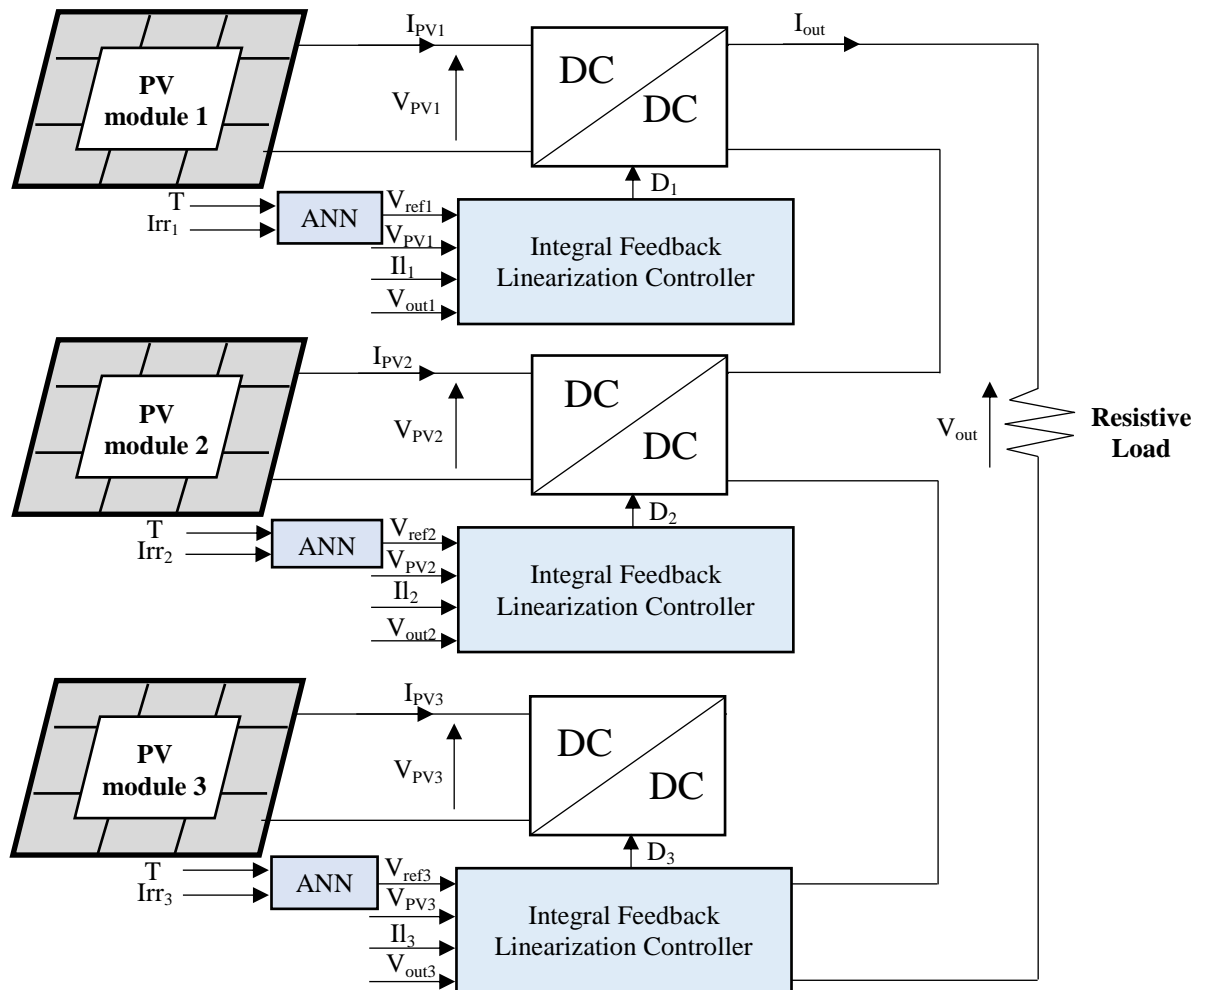 I_PV1
I_out
PV
module 1
V_PV1
DC
DC
D_1
T
Irr_1
ANN
V_ref1
V_PV1
Il_1
V_out1
Integral Feedback
Linearization Controller
I_PV2
PV
module 2
V_PV2
DC
DC
V_out
Resistive
Load
D_2
T
Irr_2
ANN
V_ref2
V_PV2
Il_2
V_out2
Integral Feedback
Linearization Controller
I_PV3
PV
module 3
V_PV3
DC
DC
D_3
T
Irr_3
ANN
V_ref3
V_PV3
Il_3
V_out3
Integral Feedback
Linearization Controller